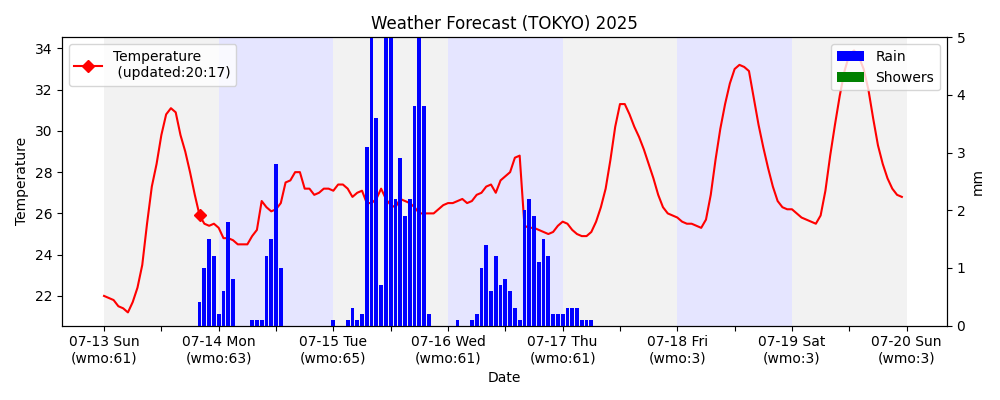 Weather Forecast (TOKYO) 2025
Temperature
(updated:20:17)
Rain
Showers
Temperature
34
32
30
28
26
24
22
5
4
3
2
1
0
mm
07-13 Sun
(wmo:61)
07-14 Mon
(wmo:63)
07-15 Tue
(wmo:65)
07-16 Wed
(wmo:61)
07-17 Thu
(wmo:61)
07-18 Fri
(wmo:3)
07-19 Sat
(wmo:3)
07-20 Sun
(wmo:3)
Date